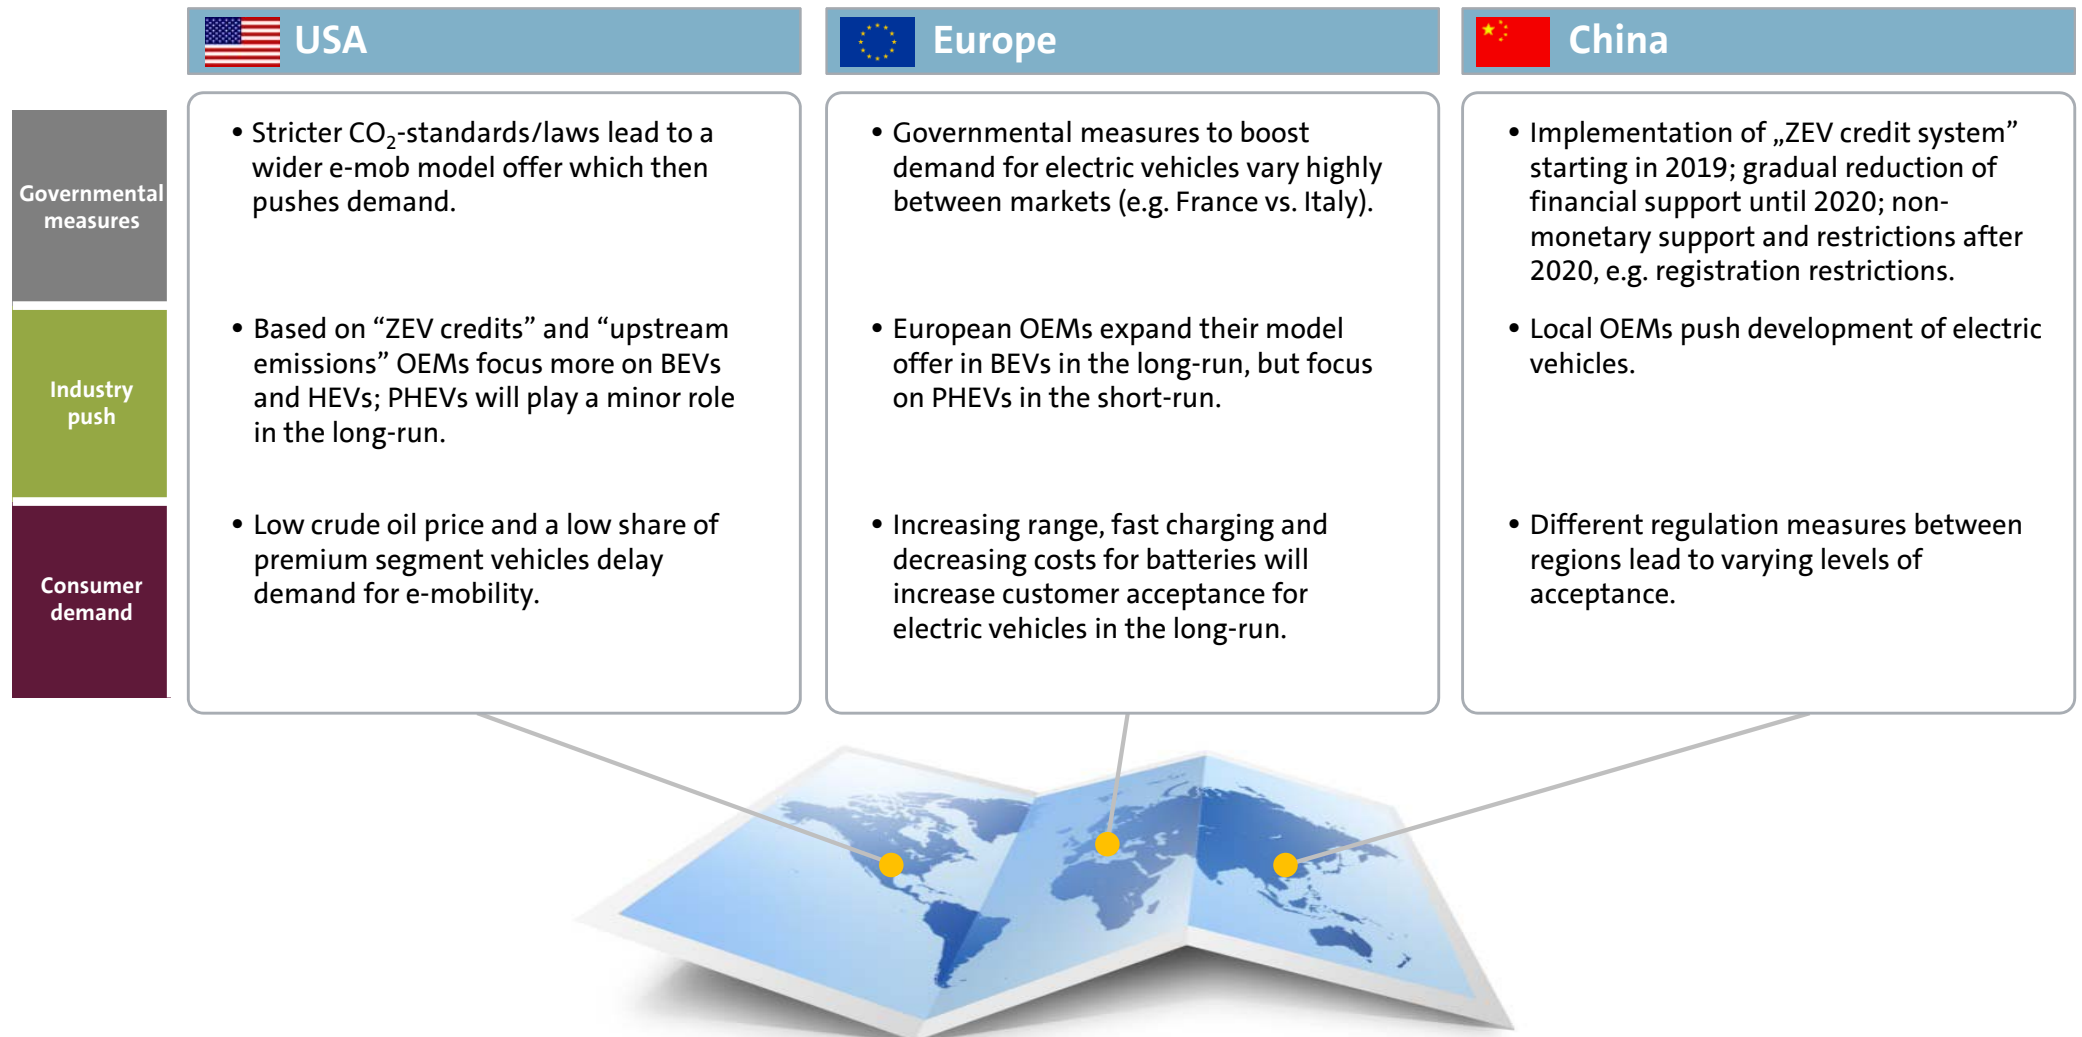 USA
Europe
China
Governmental
measures
• Stricter CO₂-standards/laws lead to a
wider e-mob model offer which then
pushes demand.
• Governmental measures to boost
demand for electric vehicles vary highly
between markets (e.g. France vs. Italy).
• Implementation of „ZEV credit system”
starting in 2019; gradual reduction of
financial support until 2020; non-
monetary support and restrictions after
2020, e.g. registration restrictions.
Industry
push
• Based on “ZEV credits” and “upstream
emissions” OEMs focus more on BEVs
and HEVs; PHEVs will play a minor role
in the long-run.
• European OEMs expand their model
offer in BEVs in the long-run, but focus
on PHEVs in the short-run.
• Local OEMs push development of electric
vehicles.
Consumer
demand
• Low crude oil price and a low share of
premium segment vehicles delay
demand for e-mobility.
• Increasing range, fast charging and
decreasing costs for batteries will
increase customer acceptance for
electric vehicles in the long-run.
• Different regulation measures between
regions lead to varying levels of
acceptance.